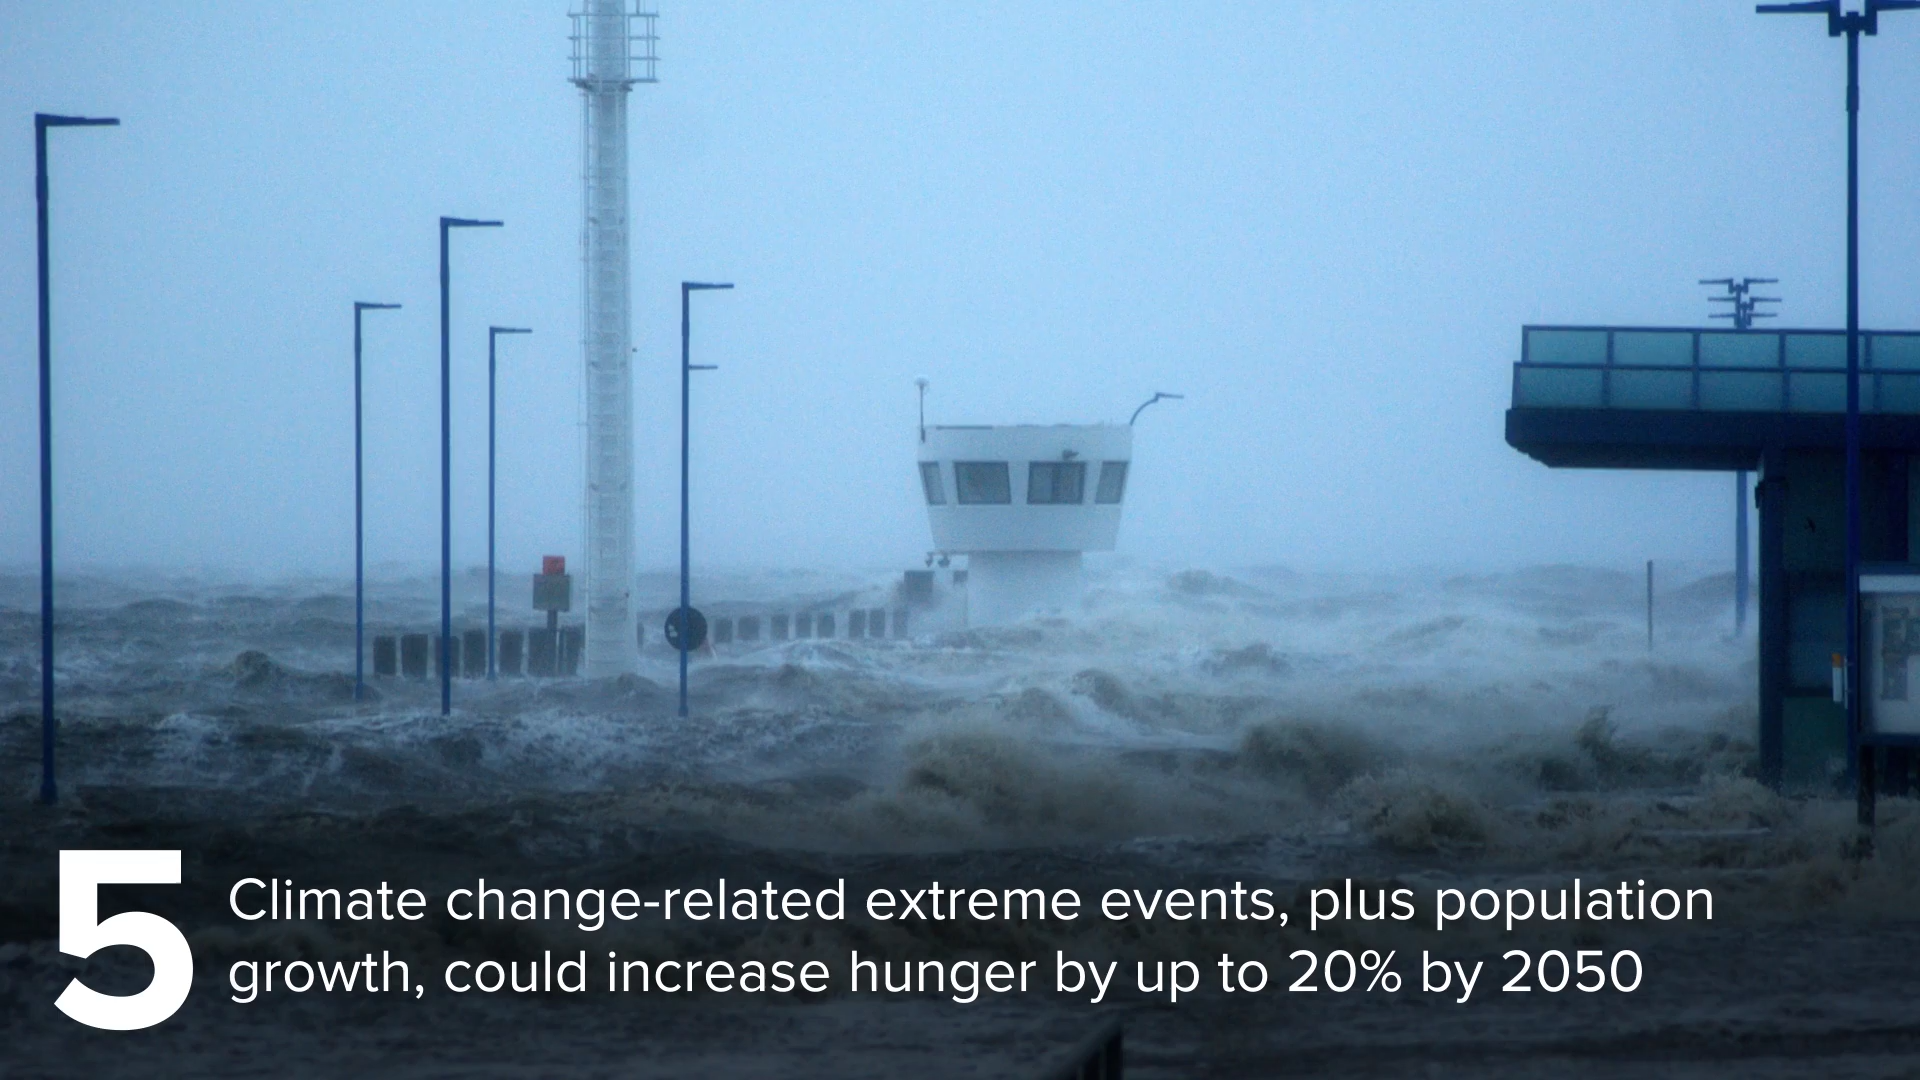 5
Climate change-related extreme events, plus population
growth, could increase hunger by up to 20% by 2050